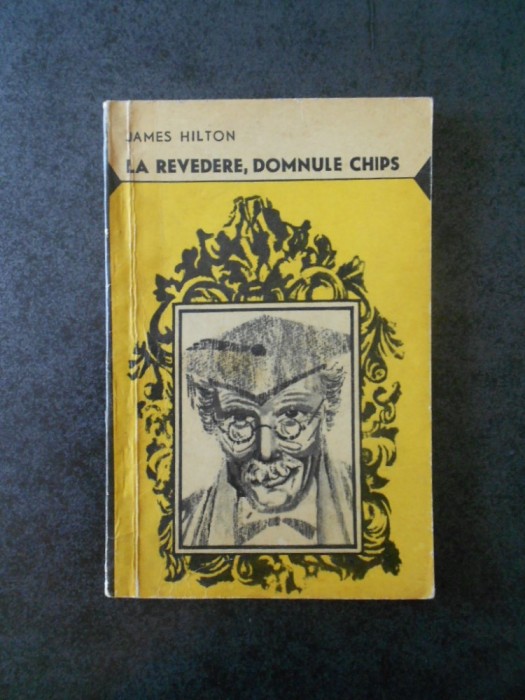 JAMES HILTON
LA REVEDERE, DOMNULE CHIPS